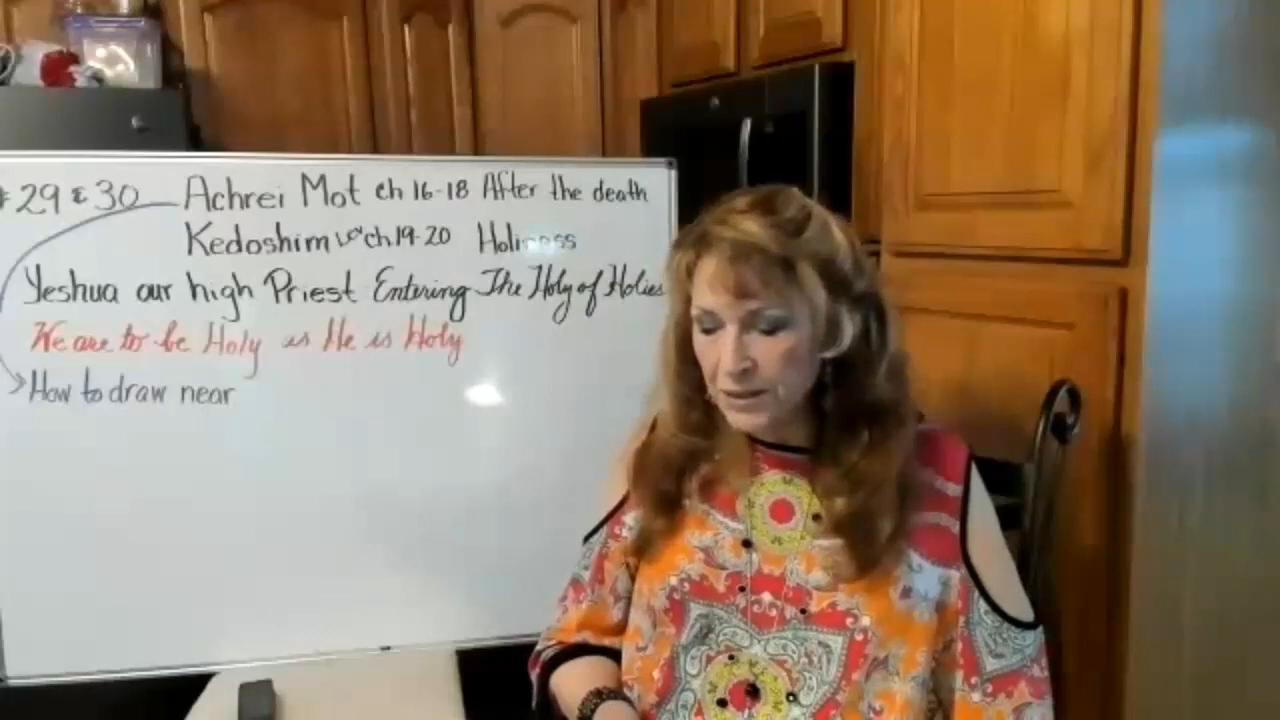 29 & 30 Achrei Mot ch 16-18 After the death
Kedoshim Lev ch 19-20 Holiness
Yeshua our high Priest Entering The Holy of Holies
We are to be Holy as He is Holy
How to draw near